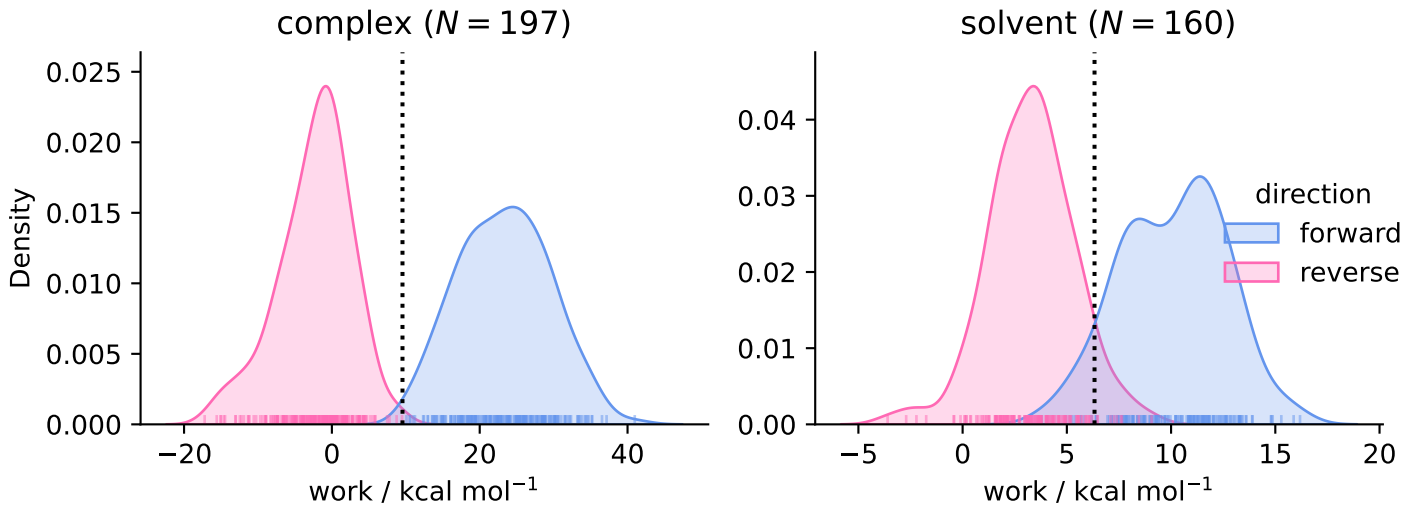 complex (N = 197)
Density
0.025
0.020
0.015
0.010
0.005
0.000
−20 0 20 40
work / kcal mol⁻¹
solvent (N = 160)
0.04
0.03
0.02
0.01
0.00
−5 0 5 10 15 20
work / kcal mol⁻¹
direction
forward
reverse